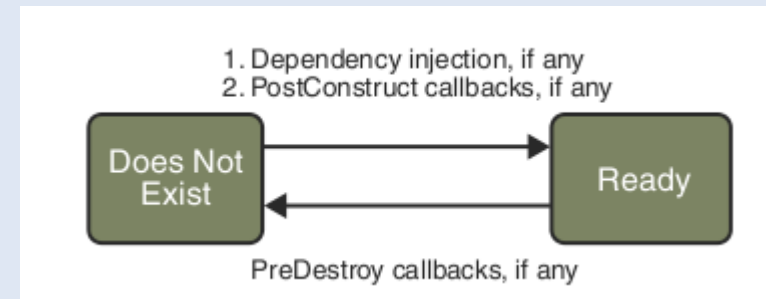 1. Dependency injection, if any
2. PostConstruct callbacks, if any
Does Not
Exist
Ready
PreDestroy callbacks, if any